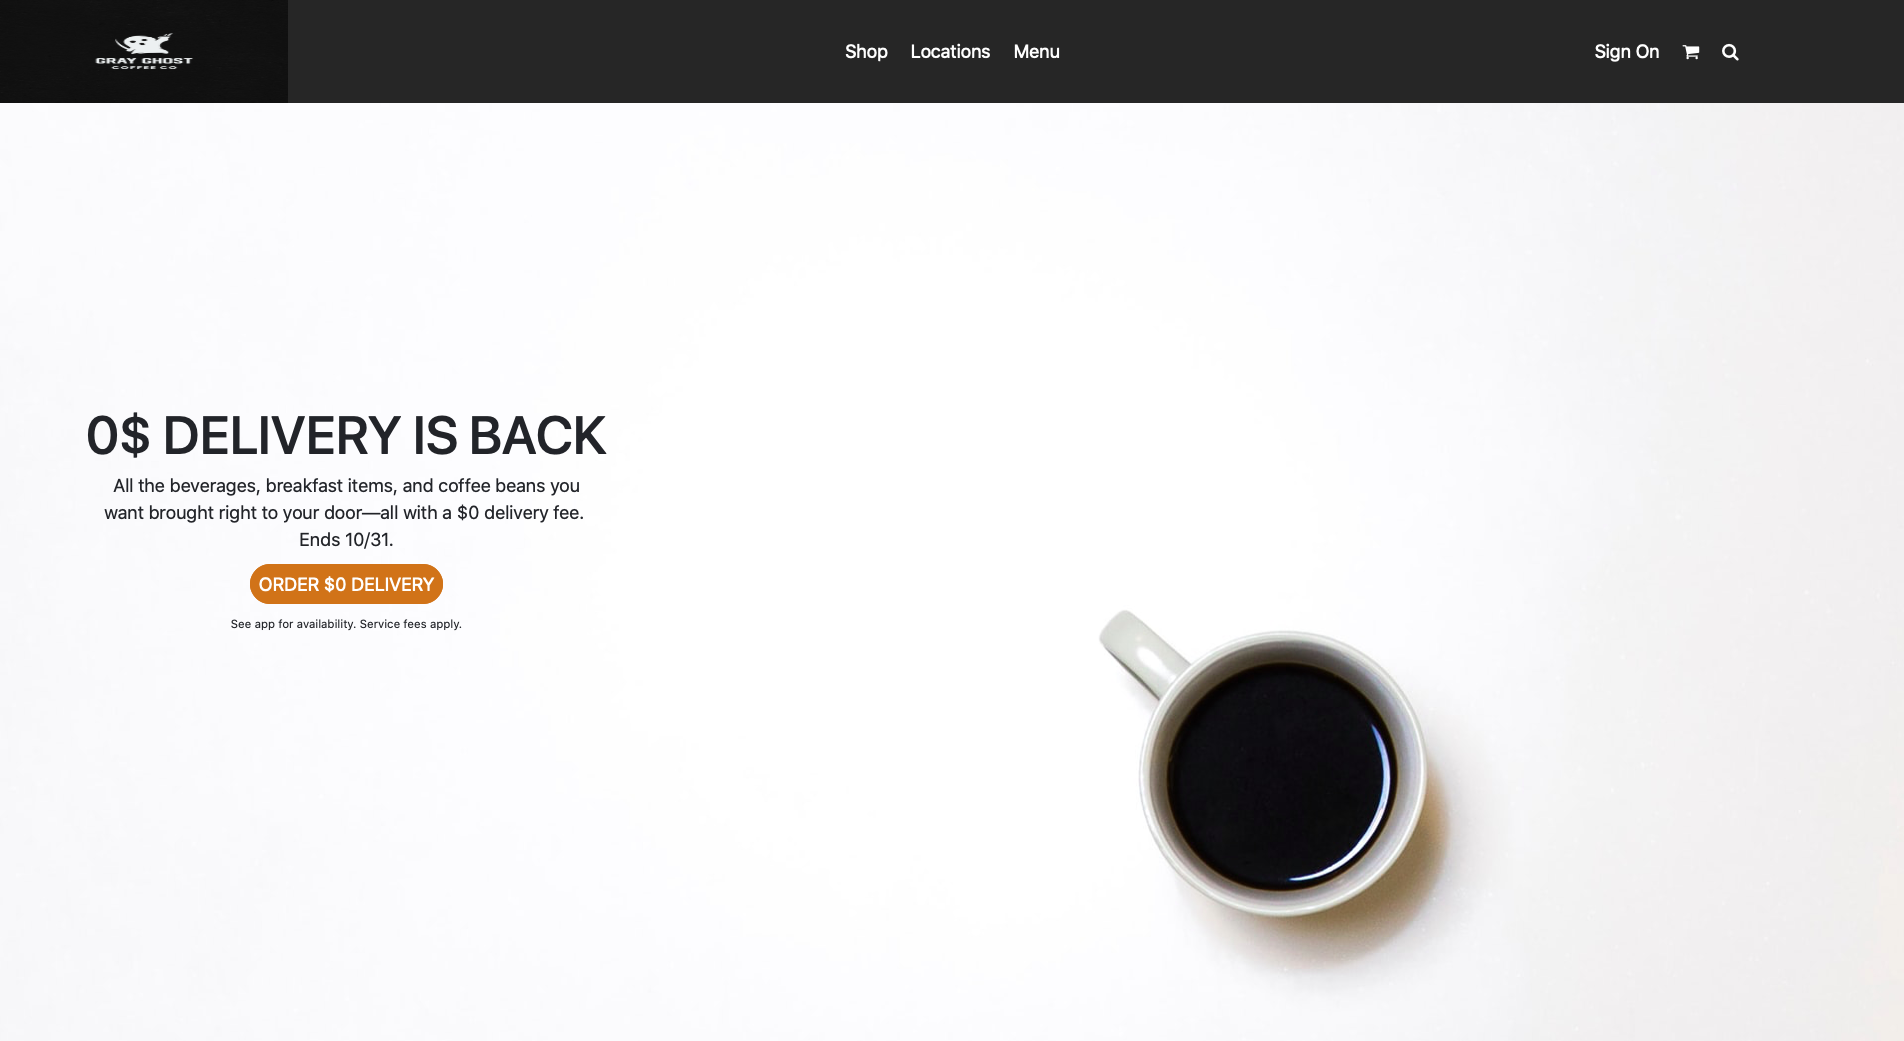 GRAY GHOST
COFFEE CO
Shop Locations Menu
Sign On
0$ DELIVERY IS BACK
All the beverages, breakfast items, and coffee beans you
want brought right to your door—all with a $0 delivery fee.
Ends 10/31.
ORDER $0 DELIVERY
See app for availability. Service fees apply.